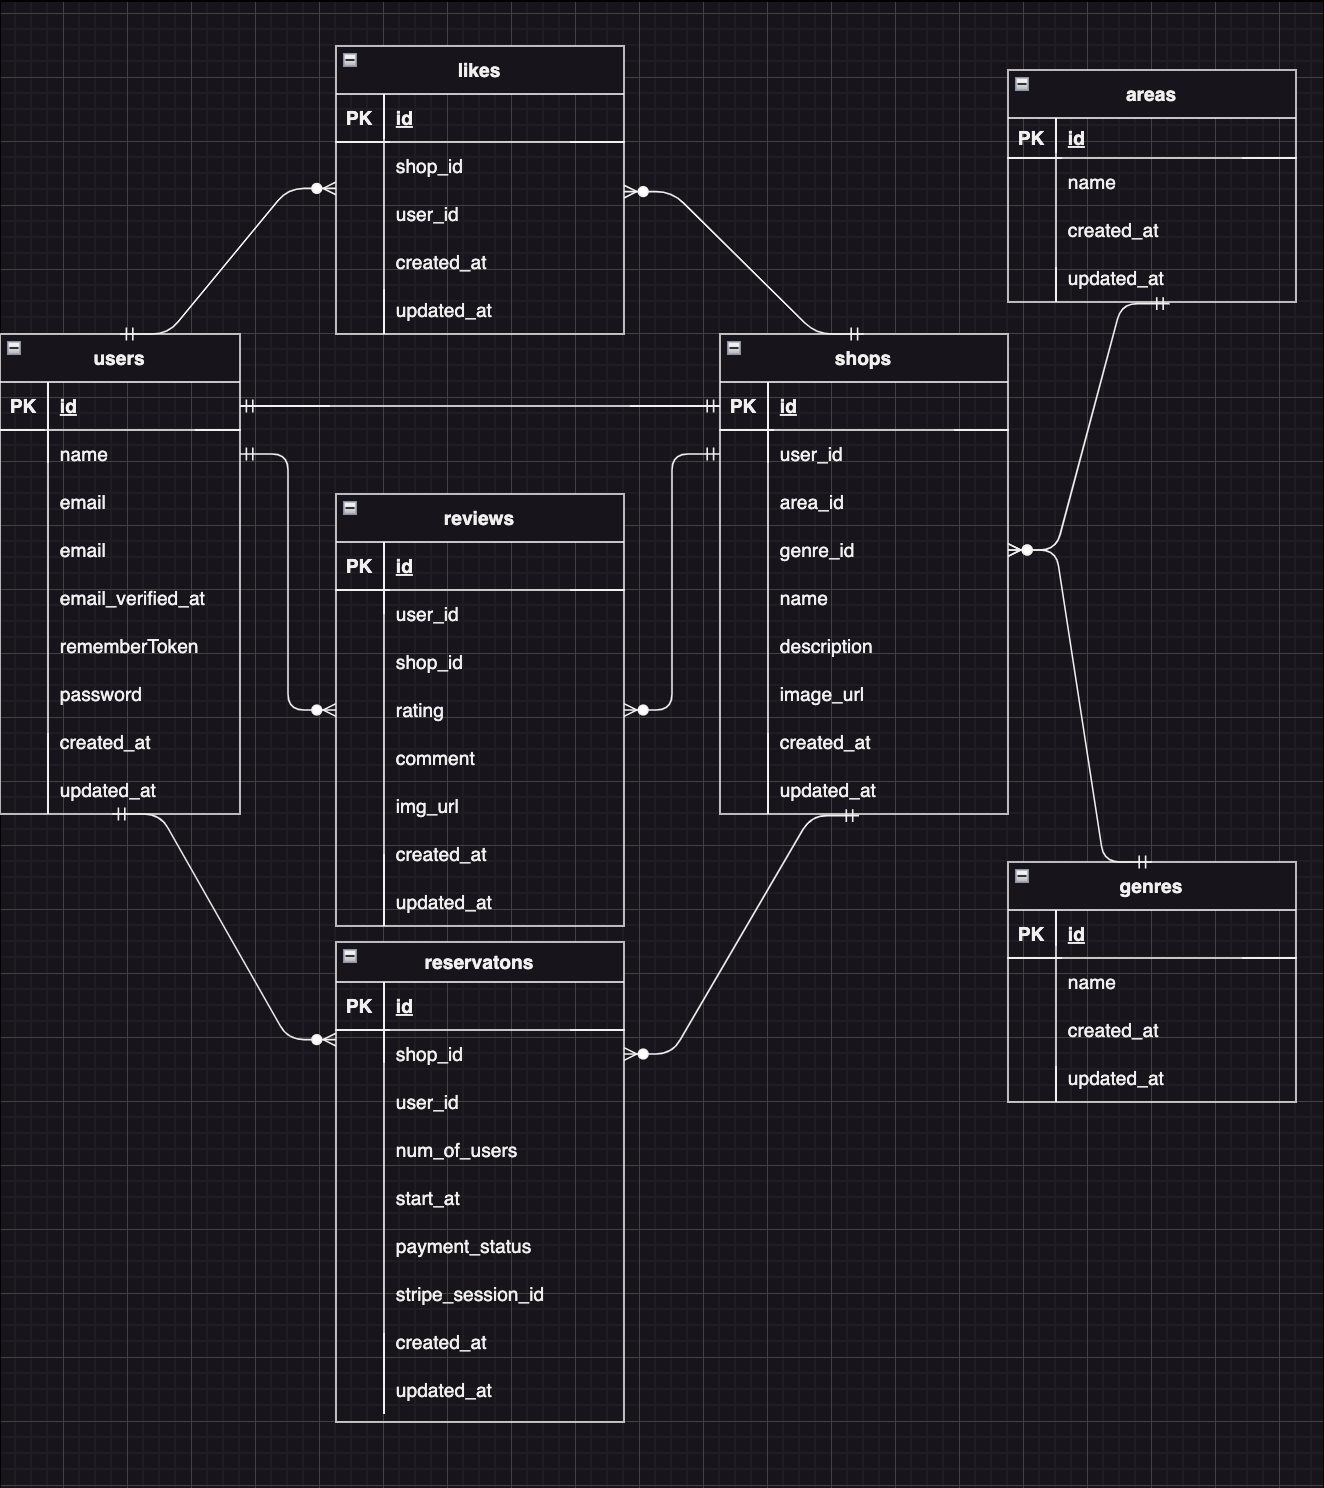 likes
PK id
shop_id
user_id
created_at
updated_at
areas
PK id
name
created_at
updated_at
users
PK id
name
email
email
email_verified_at
rememberToken
password
created_at
updated_at
shops
PK id
user_id
area_id
genre_id
name
description
image_url
created_at
updated_at
reviews
PK id
user_id
shop_id
rating
comment
img_url
created_at
updated_at
genres
PK id
name
created_at
updated_at
reservatons
PK id
shop_id
user_id
num_of_users
start_at
payment_status
stripe_session_id
created_at
updated_at